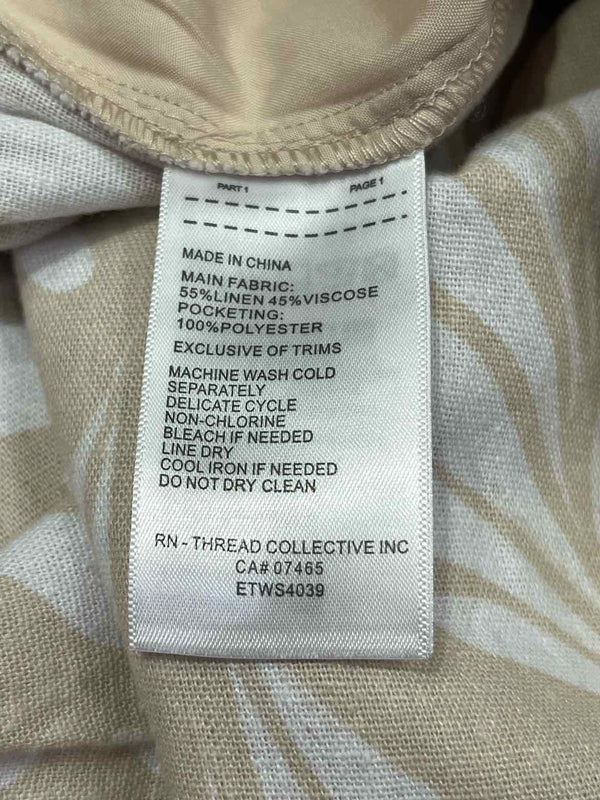 PART 1 PAGE 1
MADE IN CHINA
MAIN FABRIC:
55%LINEN 45%VISCOSE
POCKETING:
100%POLYESTER
EXCLUSIVE OF TRIMS
MACHINE WASH COLD
SEPARATELY
DELICATE CYCLE
NON-CHLORINE
BLEACH IF NEEDED
LINE DRY
COOL IRON IF NEEDED
DO NOT DRY CLEAN
RN - THREAD COLLECTIVE INC
CA# 07465
ETWS4039